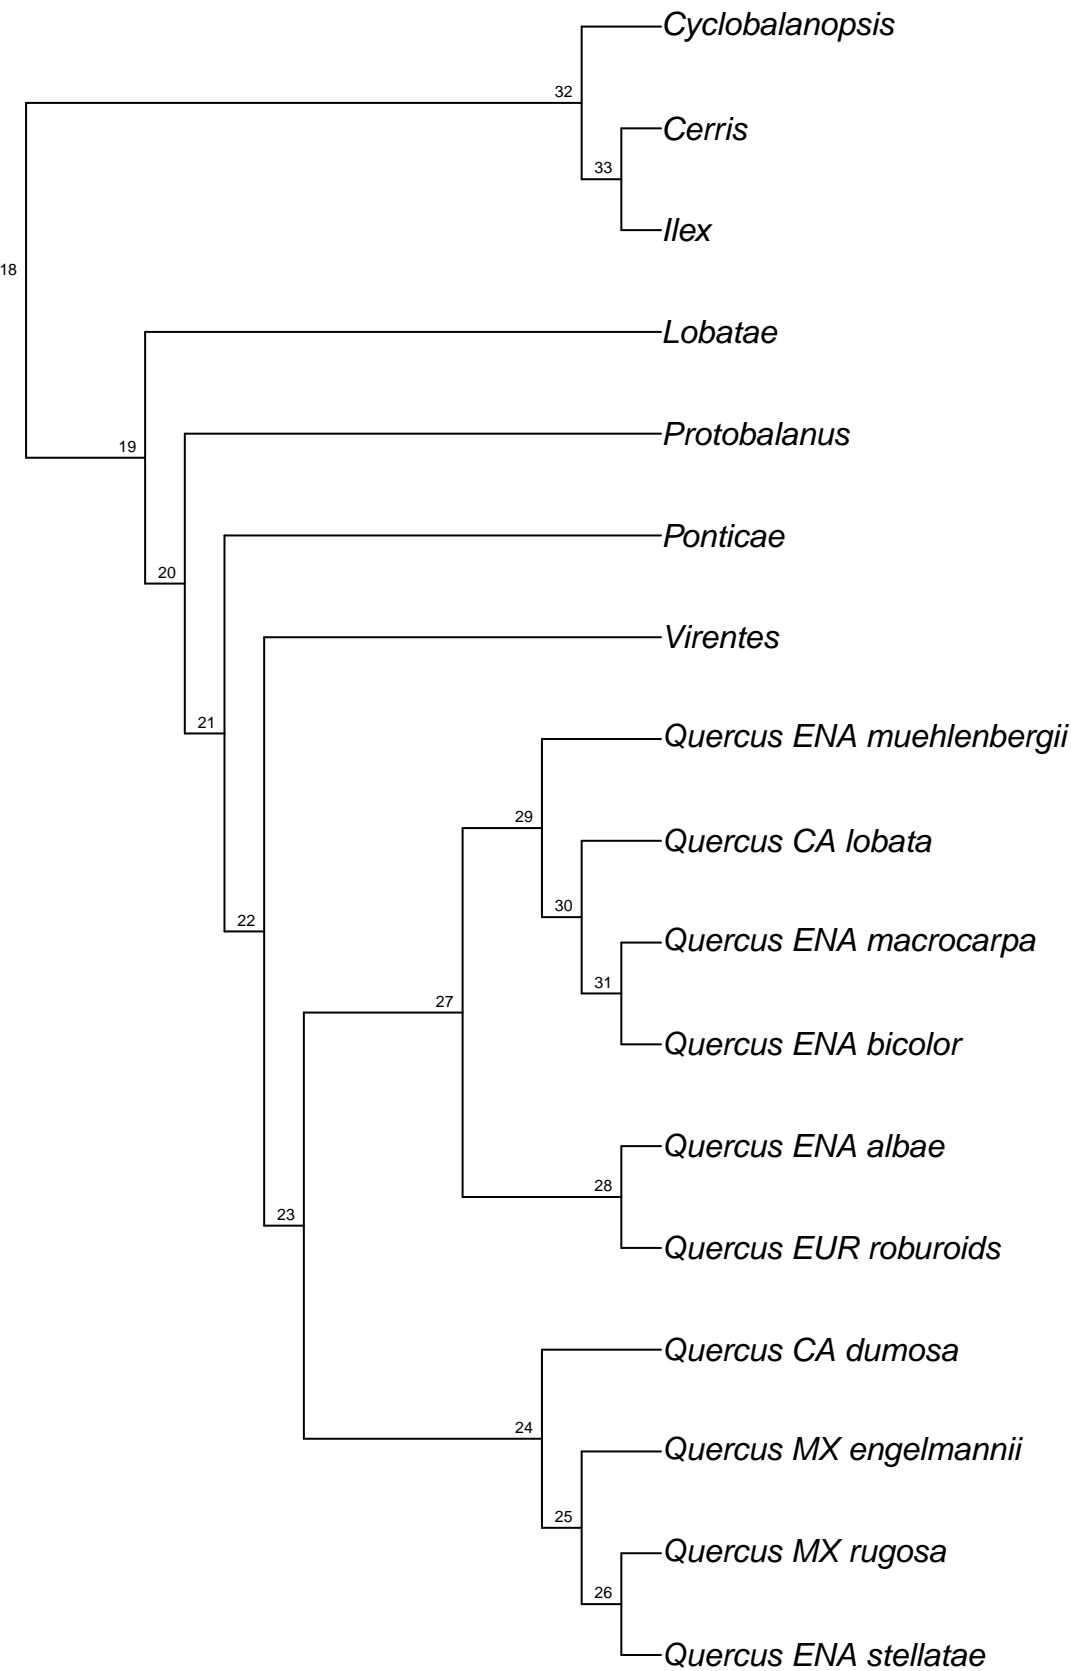 Cyclobalanopsis
32
Cerris
33
Ilex
18
Lobatae
Protobalanus
19
Ponticae
20
Virentes
21
Quercus ENA muehlenbergii
29
Quercus CA lobata
30
22
Quercus ENA macrocarpa
31
27
Quercus ENA bicolor
Quercus ENA albae
28
23
Quercus EUR roburoids
Quercus CA dumosa
24
Quercus MX engelmannii
25
Quercus MX rugosa
26
Quercus ENA stellatae